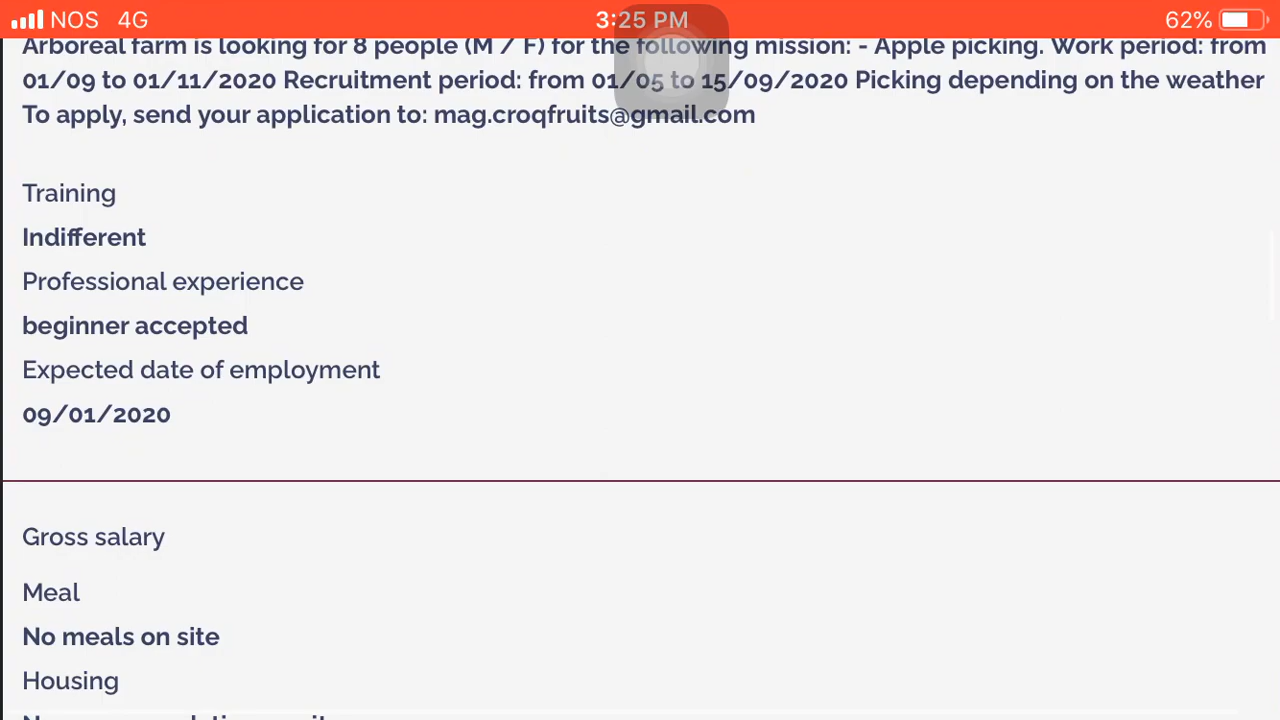 NOS 4G 3:25 PM 62%
Arboreal farm is looking for 8 people (M / F) for the following mission: - Apple picking. Work period: from
01/09 to 01/11/2020 Recruitment period: from 01/05 to 15/09/2020 Picking depending on the weather
To apply, send your application to: mag.croqfruits@gmail.com
Training
Indifferent
Professional experience
beginner accepted
Expected date of employment
09/01/2020
Gross salary
Meal
No meals on site
Housing